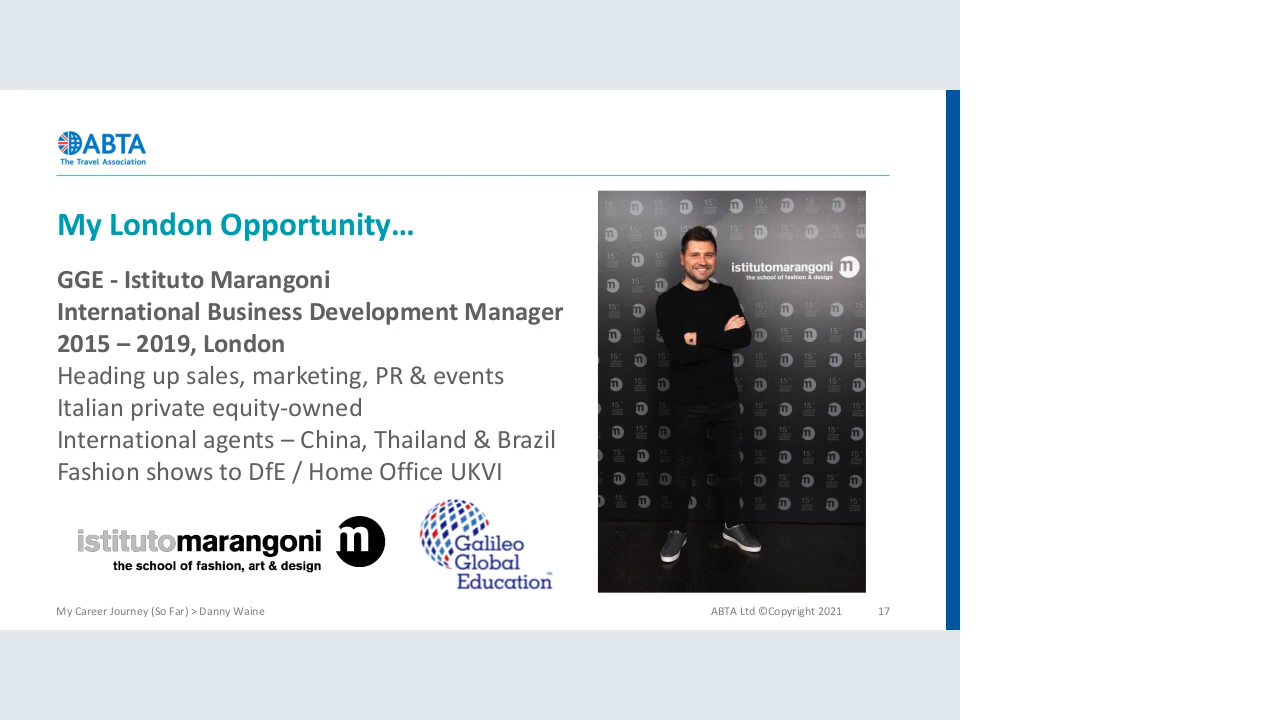 ABTA
The Travel Association
My London Opportunity…
GGE - Istituto Marangoni
International Business Development Manager
2015 – 2019, London
Heading up sales, marketing, PR & events
Italian private equity-owned
International agents – China, Thailand & Brazil
Fashion shows to DfE / Home Office UKVI
istitutomarangoni m
the school of fashion & design
istitutomarangoni m
the school of fashion, art & design
Galileo
Global
Education™
My Career Journey (So Far) > Danny Waine
ABTA Ltd ©Copyright 2021
17